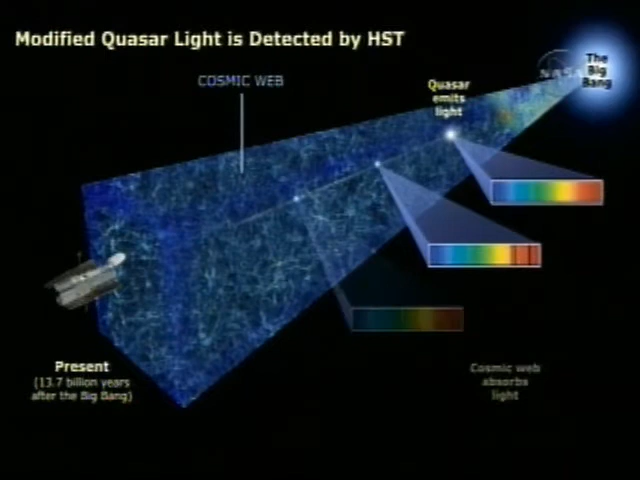 Modified Quasar Light is Detected by HST
COSMIC WEB
Quasar
emits
light
NASA
The
Big
Bang
Present
(13.7 billion years
after the Big Bang)
Cosmic web
absorbs
light